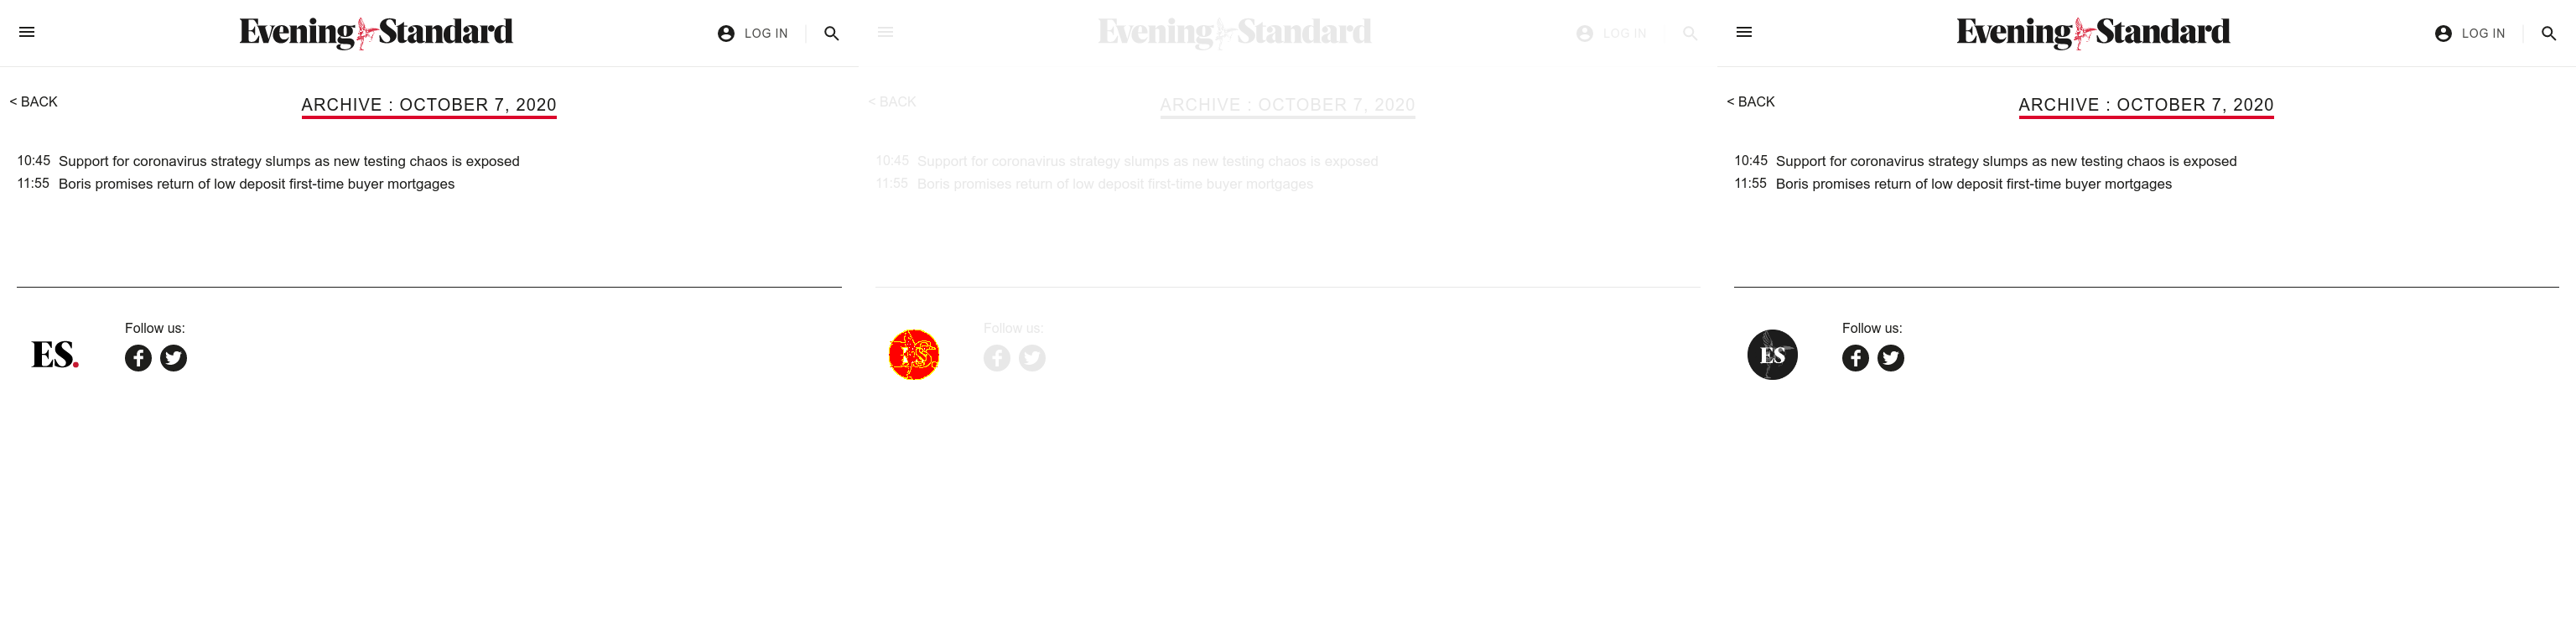 Evening Standard
LOG IN
< BACK
ARCHIVE : OCTOBER 7, 2020
10:45 Support for coronavirus strategy slumps as new testing chaos is exposed
11:55 Boris promises return of low deposit first-time buyer mortgages
Follow us:
ES.
Evening Standard
LOG IN
< BACK
ARCHIVE : OCTOBER 7, 2020
10:45 Support for coronavirus strategy slumps as new testing chaos is exposed
11:55 Boris promises return of low deposit first-time buyer mortgages
Follow us:
ES
Evening Standard
LOG IN
< BACK
ARCHIVE : OCTOBER 7, 2020
10:45 Support for coronavirus strategy slumps as new testing chaos is exposed
11:55 Boris promises return of low deposit first-time buyer mortgages
Follow us:
ES